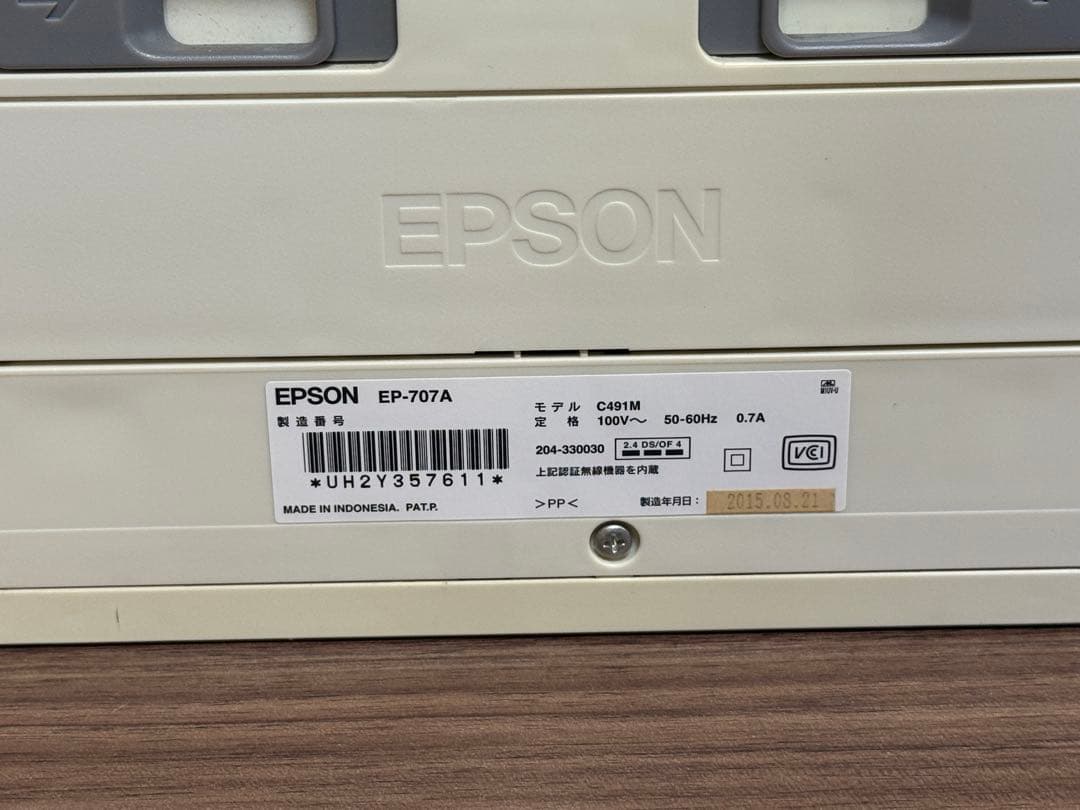 EPSON
EPSON EP-707A
製造番号
*UH2Y357611*
MADE IN INDONESIA. PAT.P.
モデル C491M
定格 100V～ 50-60Hz 0.7A
204-330030 2.4 DS/OF 4
上記認証無線機器を内蔵
>PP<
製造年月日： 2015.08.21
VCI